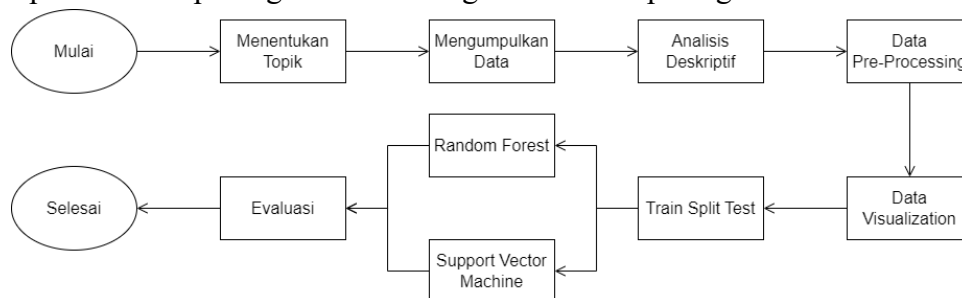 Mulai
Menentukan
Topik
Mengumpulkan
Data
Analisis
Deskriptif
Data
Pre-Processing
Random Forest
Selesai
Evaluasi
Train Split Test
Data
Visualization
Support Vector
Machine